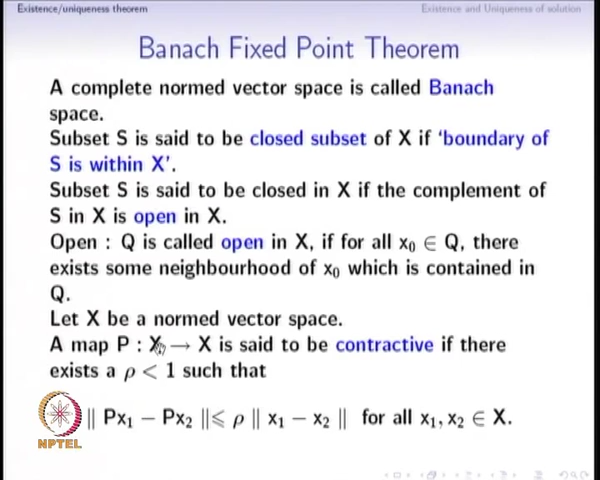 Existence/uniqueness theorem
Existence and Uniqueness of solution
Banach Fixed Point Theorem
A complete normed vector space is called Banach
space.
Subset S is said to be closed subset of X if ‘boundary of
S is within X’.
Subset S is said to be closed in X if the complement of
S in X is open in X.
Open : Q is called open in X, if for all x₀ ∈ Q, there
exists some neighbourhood of x₀ which is contained in
Q.
Let X be a normed vector space.
A map P : X → X is said to be contractive if there
exists a ρ < 1 such that
‖ Px₁ − Px₂ ‖⩽ ρ ‖ x₁ − x₂ ‖ for all x₁, x₂ ∈ X.
NPTEL